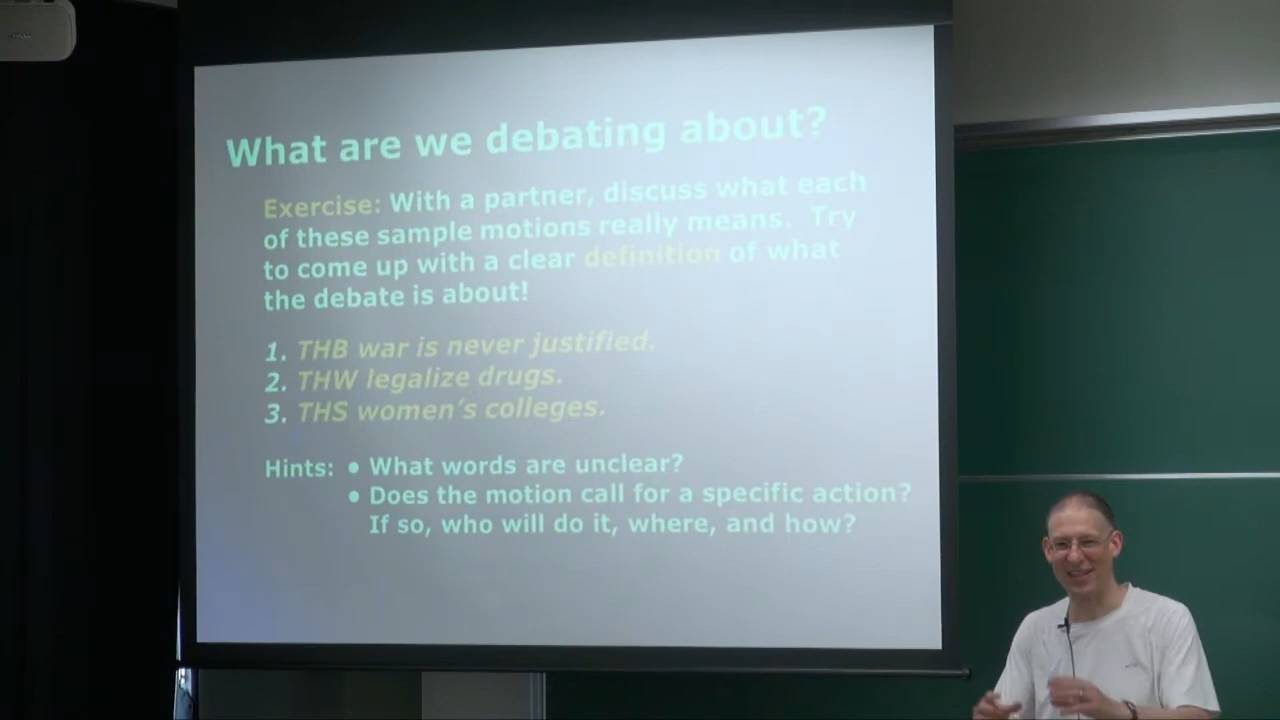 What are we debating about?
Exercise: With a partner, discuss what each
of these sample motions really means. Try
to come up with a clear definition of what
the debate is about!
1. THB war is never justified.
2. THW legalize drugs.
3. THS women's colleges.
Hints: • What words are unclear?
• Does the motion call for a specific action?
If so, who will do it, where, and how?